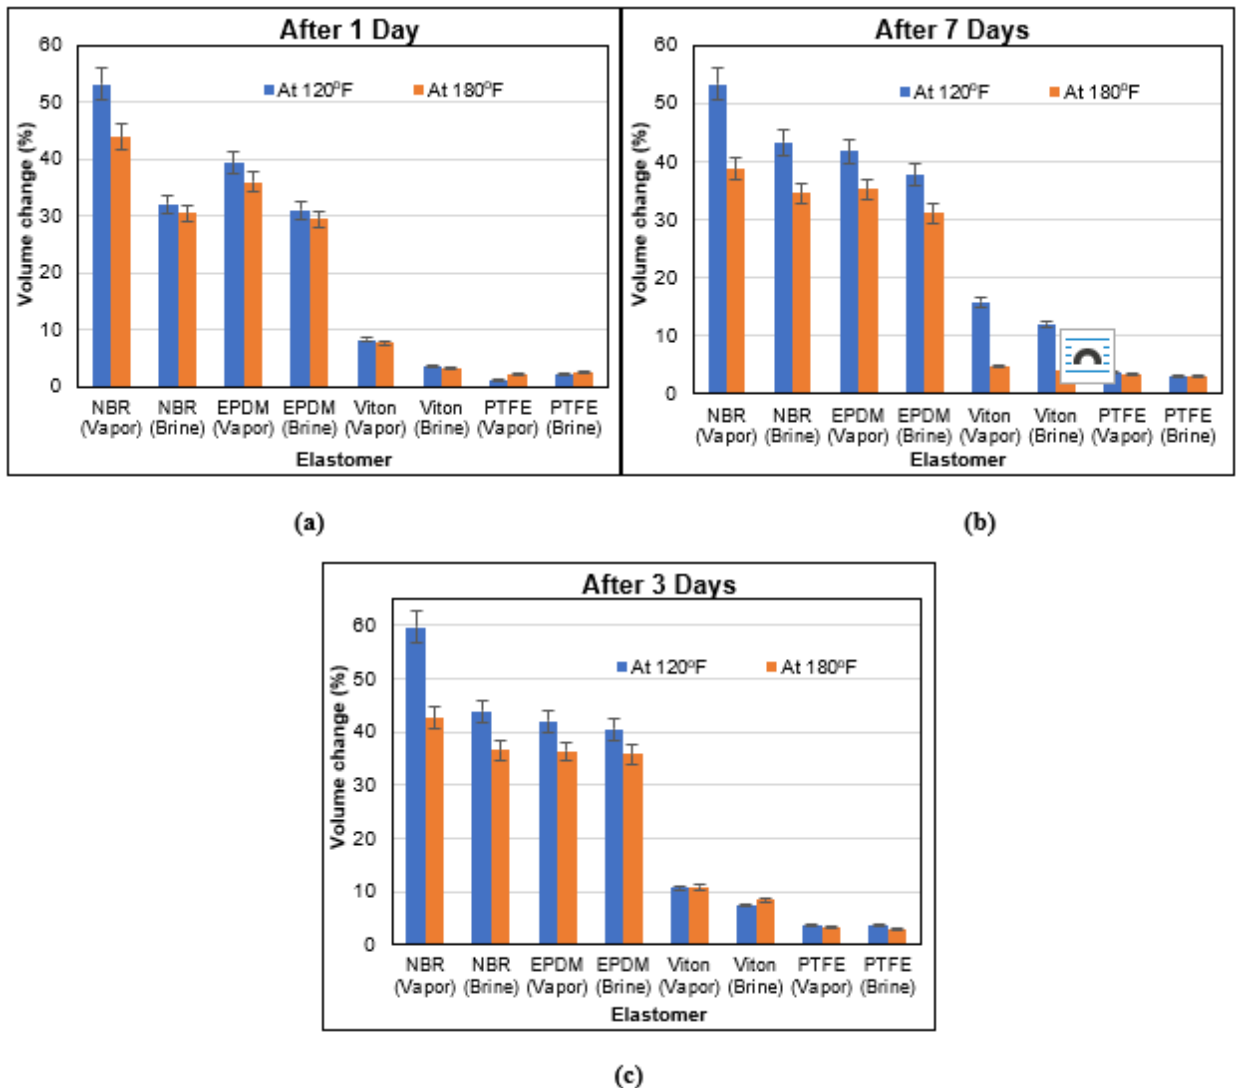 After 1 Day
60
50
40
30
20
10
0
Volume change (%)
At 120⁰F
At 180⁰F
NBR (Vapor)
NBR (Brine)
EPDM (Vapor)
EPDM (Brine)
Viton (Vapor)
Viton (Brine)
PTFE (Vapor)
PTFE (Brine)
Elastomer
(a)
After 7 Days
60
50
40
30
20
10
0
Volume change (%)
At 120⁰F
At 180⁰F
NBR (Vapor)
NBR (Brine)
EPDM (Vapor)
EPDM (Brine)
Viton (Vapor)
Viton (Brine)
PTFE (Vapor)
PTFE (Brine)
Elastomer
(b)
After 3 Days
60
50
40
30
20
10
0
Volume change (%)
At 120⁰F
At 180⁰F
NBR (Vapor)
NBR (Brine)
EPDM (Vapor)
EPDM (Brine)
Viton (Vapor)
Viton (Brine)
PTFE (Vapor)
PTFE (Brine)
Elastomer
(c)